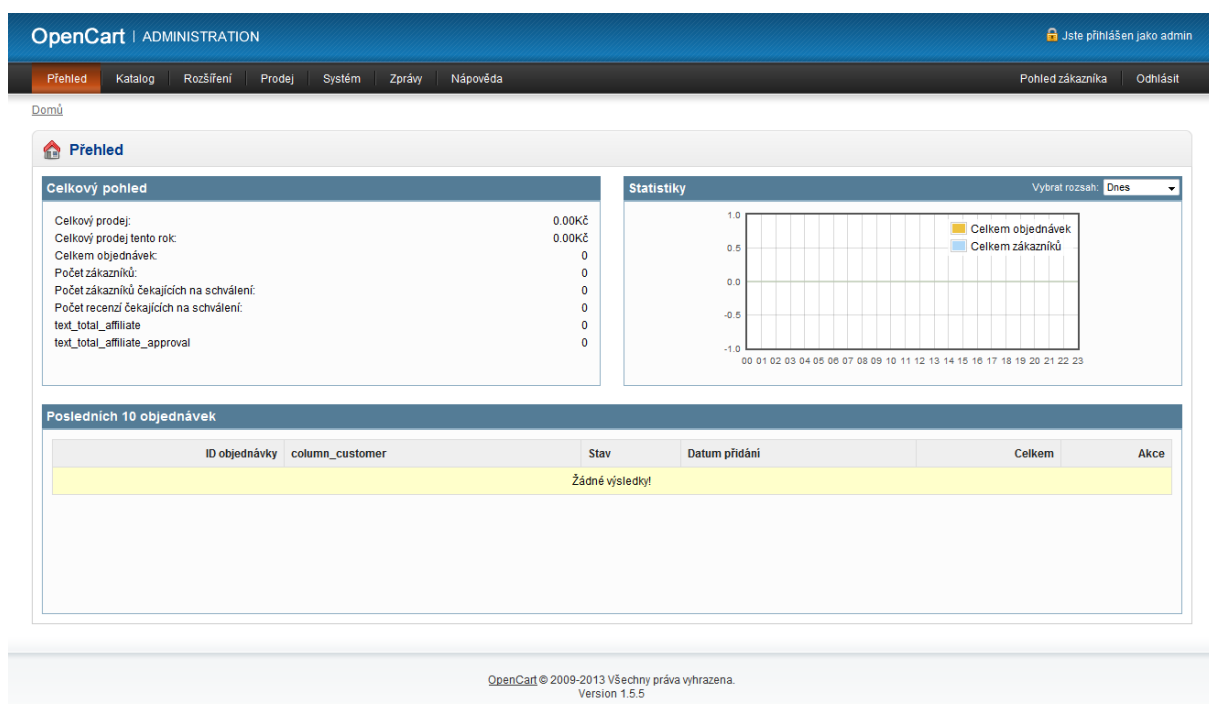 OpenCart | ADMINISTRATION
Jste přihlášen jako admin
Přehled Katalog Rozšíření Prodej Systém Zprávy Nápověda Pohled zákazníka Odhlásit
Domů
Přehled
Celkový pohled
Celkový prodej: 0.00Kč
Celkový prodej tento rok: 0.00Kč
Celkem objednávek: 0
Počet zákazníků: 0
Počet zákazníků čekajících na schválení: 0
Počet recenzí čekajících na schválení: 0
text_total_affiliate 0
text_total_affiliate_approval 0
Statistiky Vybrat rozsah: Dnes
1.0
0.5
0.0
-0.5
-1.0
Celkem objednávek
Celkem zákazníků
00 01 02 03 04 05 06 07 08 09 10 11 12 13 14 15 16 17 18 19 20 21 22 23
Posledních 10 objednávek
ID objednávky column_customer Stav Datum přidání Celkem Akce
Žádné výsledky!
OpenCart © 2009-2013 Všechny práva vyhrazena.
Version 1.5.5